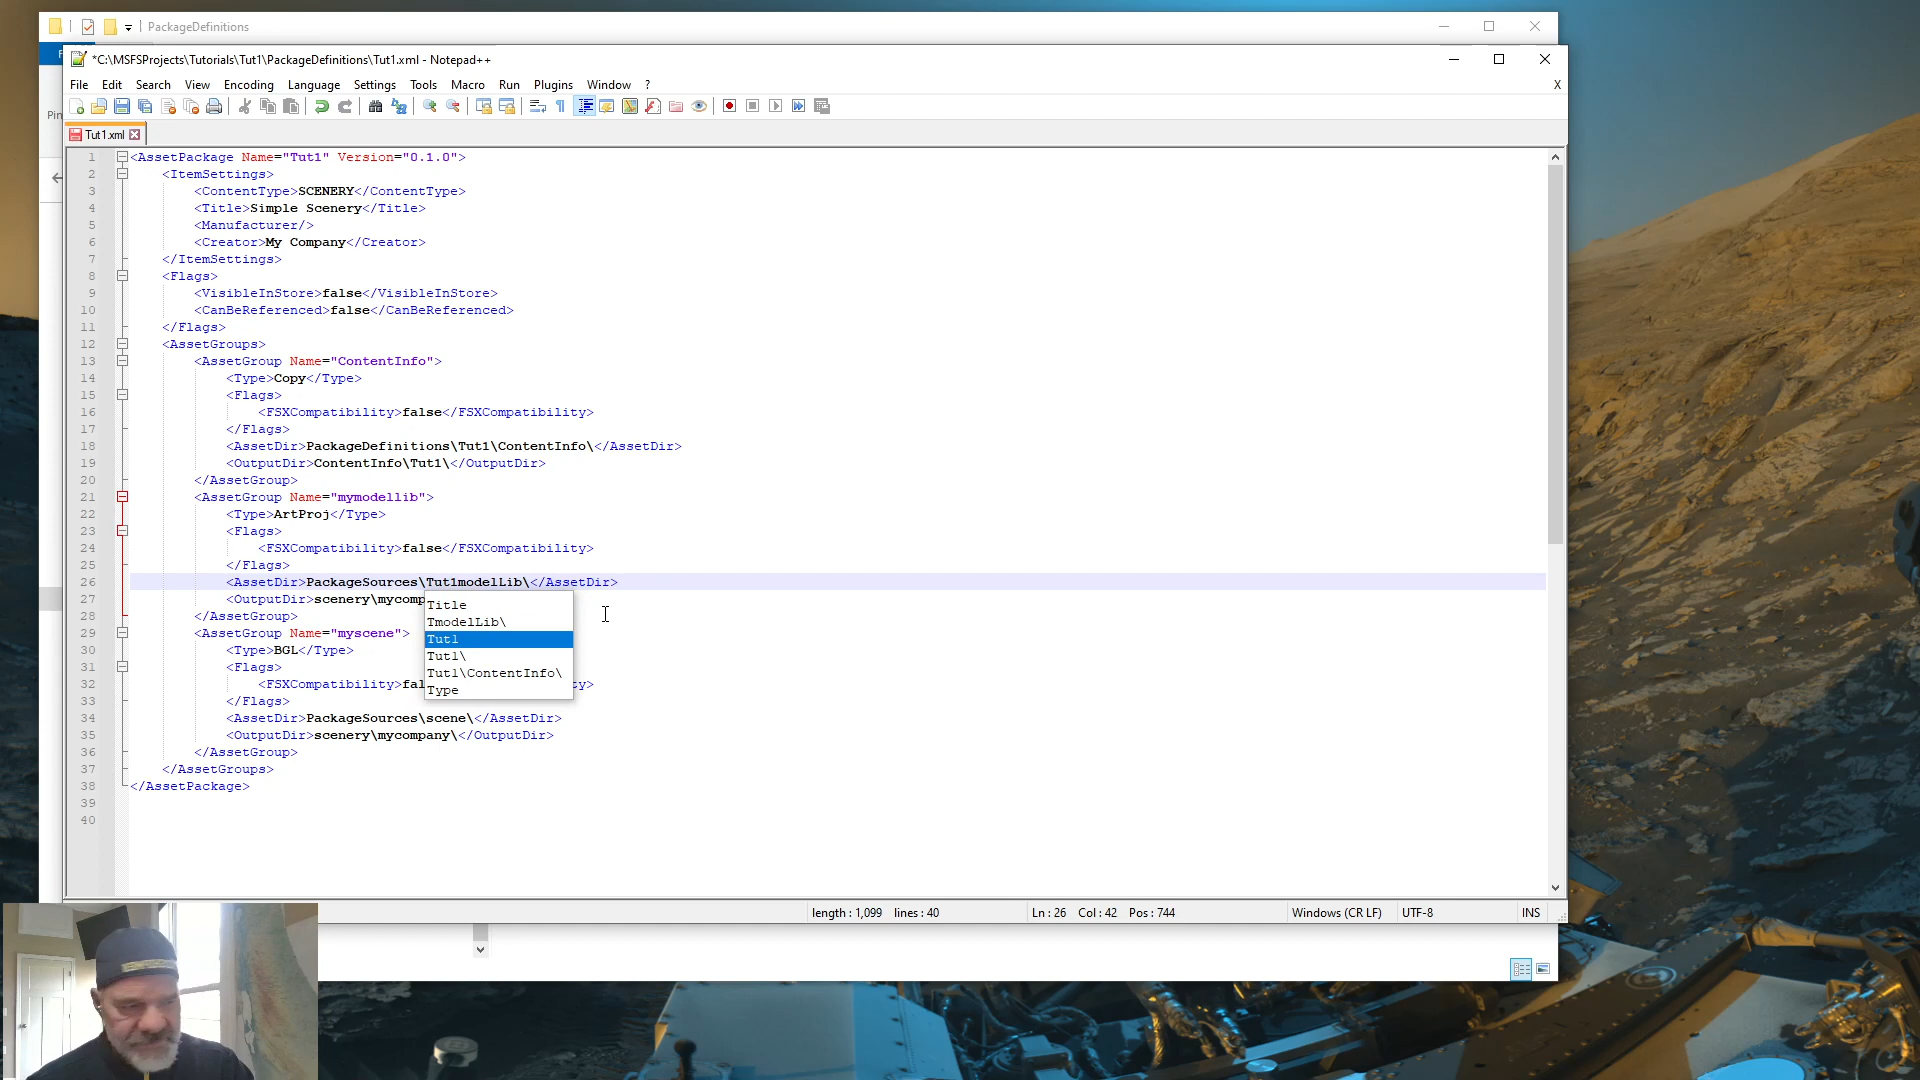 PackageDefinitions
*C:\MSFSProjects\Tutorials\Tut1\PackageDefinitions\Tut1.xml - Notepad++
File Edit Search View Encoding Language Settings Tools Macro Run Plugins Window ? X
Pin
Tut1.xml
1 <AssetPackage Name="Tut1" Version="0.1.0">
2 <ItemSettings>
3 <ContentType>SCENERY</ContentType>
4 <Title>Simple Scenery</Title>
5 <Manufacturer/>
6 <Creator>My Company</Creator>
7 </ItemSettings>
8 <Flags>
9 <VisibleInStore>false</VisibleInStore>
10 <CanBeReferenced>false</CanBeReferenced>
11 </Flags>
12 <AssetGroups>
13 <AssetGroup Name="ContentInfo">
14 <Type>Copy</Type>
15 <Flags>
16 <FSXCompatibility>false</FSXCompatibility>
17 </Flags>
18 <AssetDir>PackageDefinitions\Tut1\ContentInfo\</AssetDir>
19 <OutputDir>ContentInfo\Tut1\</OutputDir>
20 </AssetGroup>
21 <AssetGroup Name="mymodellib">
22 <Type>ArtProj</Type>
23 <Flags>
24 <FSXCompatibility>false</FSXCompatibility>
25 </Flags>
26 <AssetDir>PackageSources\Tut1modelLib\</AssetDir>
27 <OutputDir>scenery\mycomp
28 </AssetGroup>
29 <AssetGroup Name="myscene">
30 <Type>BGL</Type>
31 <Flags>
32 <FSXCompatibility>fal ty>
33 </Flags>
34 <AssetDir>PackageSources\scene\</AssetDir>
35 <OutputDir>scenery\mycompany\</OutputDir>
36 </AssetGroup>
37 </AssetGroups>
38 </AssetPackage>
39
40
Title
TmodelLib\
Tut1
Tut1\
Tut1\ContentInfo\
Type
length : 1,099 lines : 40 Ln : 26 Col : 42 Pos : 744 Windows (CR LF) UTF-8 INS